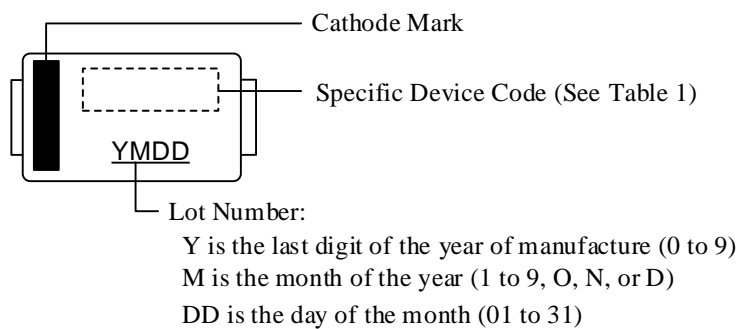 Cathode Mark
Specific Device Code (See Table 1)
YMDD
Lot Number:
Y is the last digit of the year of manufacture (0 to 9)
M is the month of the year (1 to 9, O, N, or D)
DD is the day of the month (01 to 31)